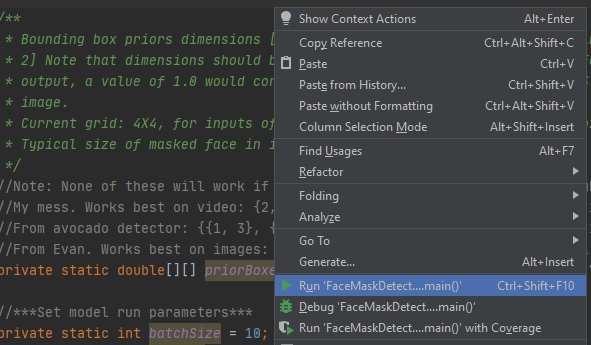 /**
* Bounding box priors dimensions [
* 2] Note that dimensions should b
* output, a value of 1.0 would cor
* image.
* Current grid: 4X4, for inputs of
* Typical size of masked face in i
*/
//Note: None of these will work if
//My mess. Works best on video: {2,
//From avocado detector: {{1, 3}, {
//From Evan. Works best on images:
private static double[][] priorBoxe
//***Set model run parameters***
private static int batchSize = 10;
Show Context Actions Alt+Enter
Copy Reference Ctrl+Alt+Shift+C
Paste Ctrl+V
Paste from History... Ctrl+Shift+V
Paste without Formatting Ctrl+Alt+Shift+V
Column Selection Mode Alt+Shift+Insert
Find Usages Alt+F7
Refactor
Folding
Analyze
Go To
Generate... Alt+Insert
Run 'FaceMaskDetect....main()' Ctrl+Shift+F10
Debug 'FaceMaskDetect....main()'
Run 'FaceMaskDetect....main()' with Coverage